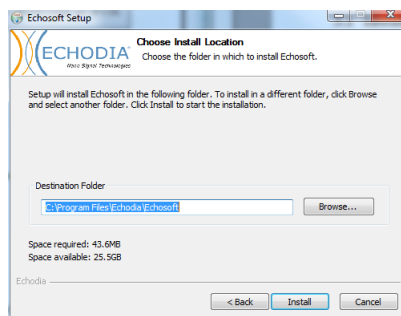 Echosoft Setup
ECHODIA
Choose Install Location
Choose the folder in which to install Echosoft.
Setup will install Echosoft in the following folder. To install in a different folder, click Browse
and select another folder. Click Install to start the installation.
Destination Folder
C:\Program Files\Echodia\Echosoft
Browse...
Space required: 43.6MB
Space available: 25.5GB
Echodia
< Back
Install
Cancel